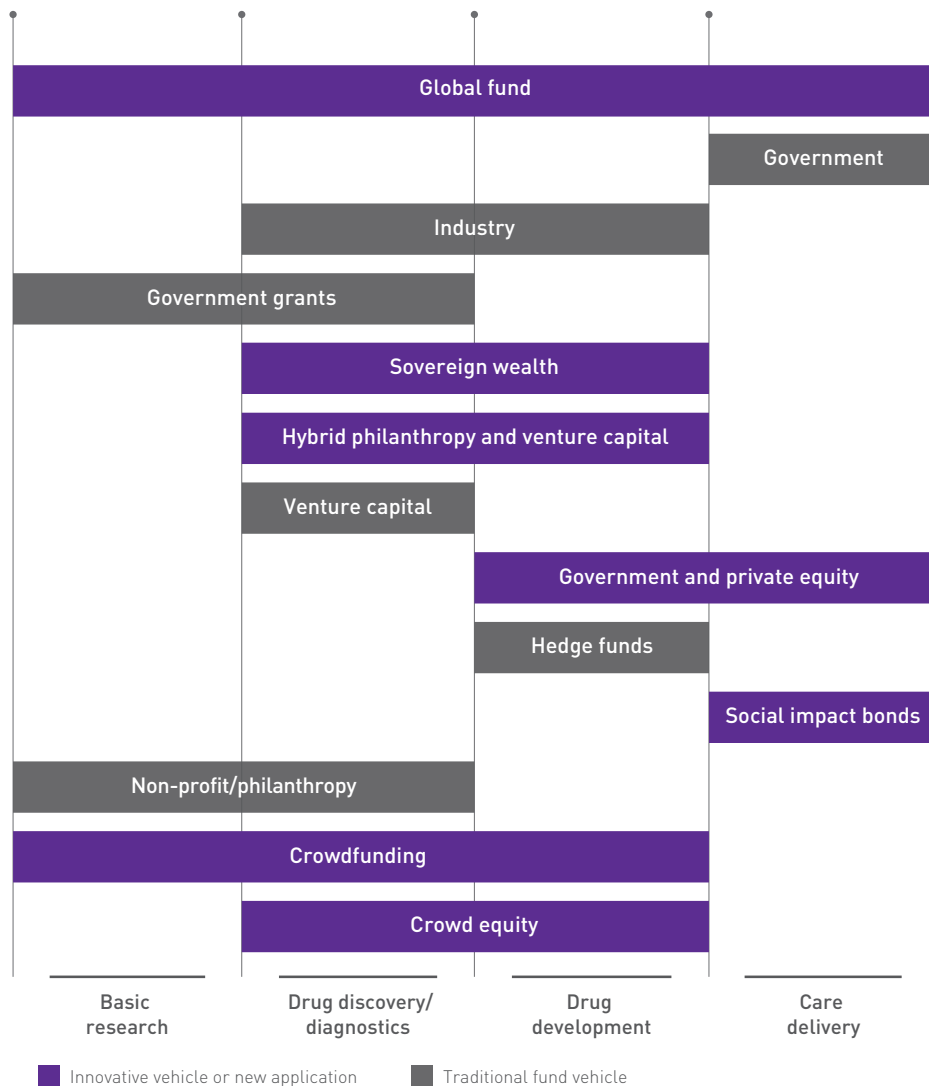 Global fund
Government
Industry
Government grants
Sovereign wealth
Hybrid philanthropy and venture capital
Venture capital
Government and private equity
Hedge funds
Social impact bonds
Non-profit/philanthropy
Crowdfunding
Crowd equity
Basic
research
Drug discovery/
diagnostics
Drug
development
Care
delivery
Innovative vehicle or new application
Traditional fund vehicle